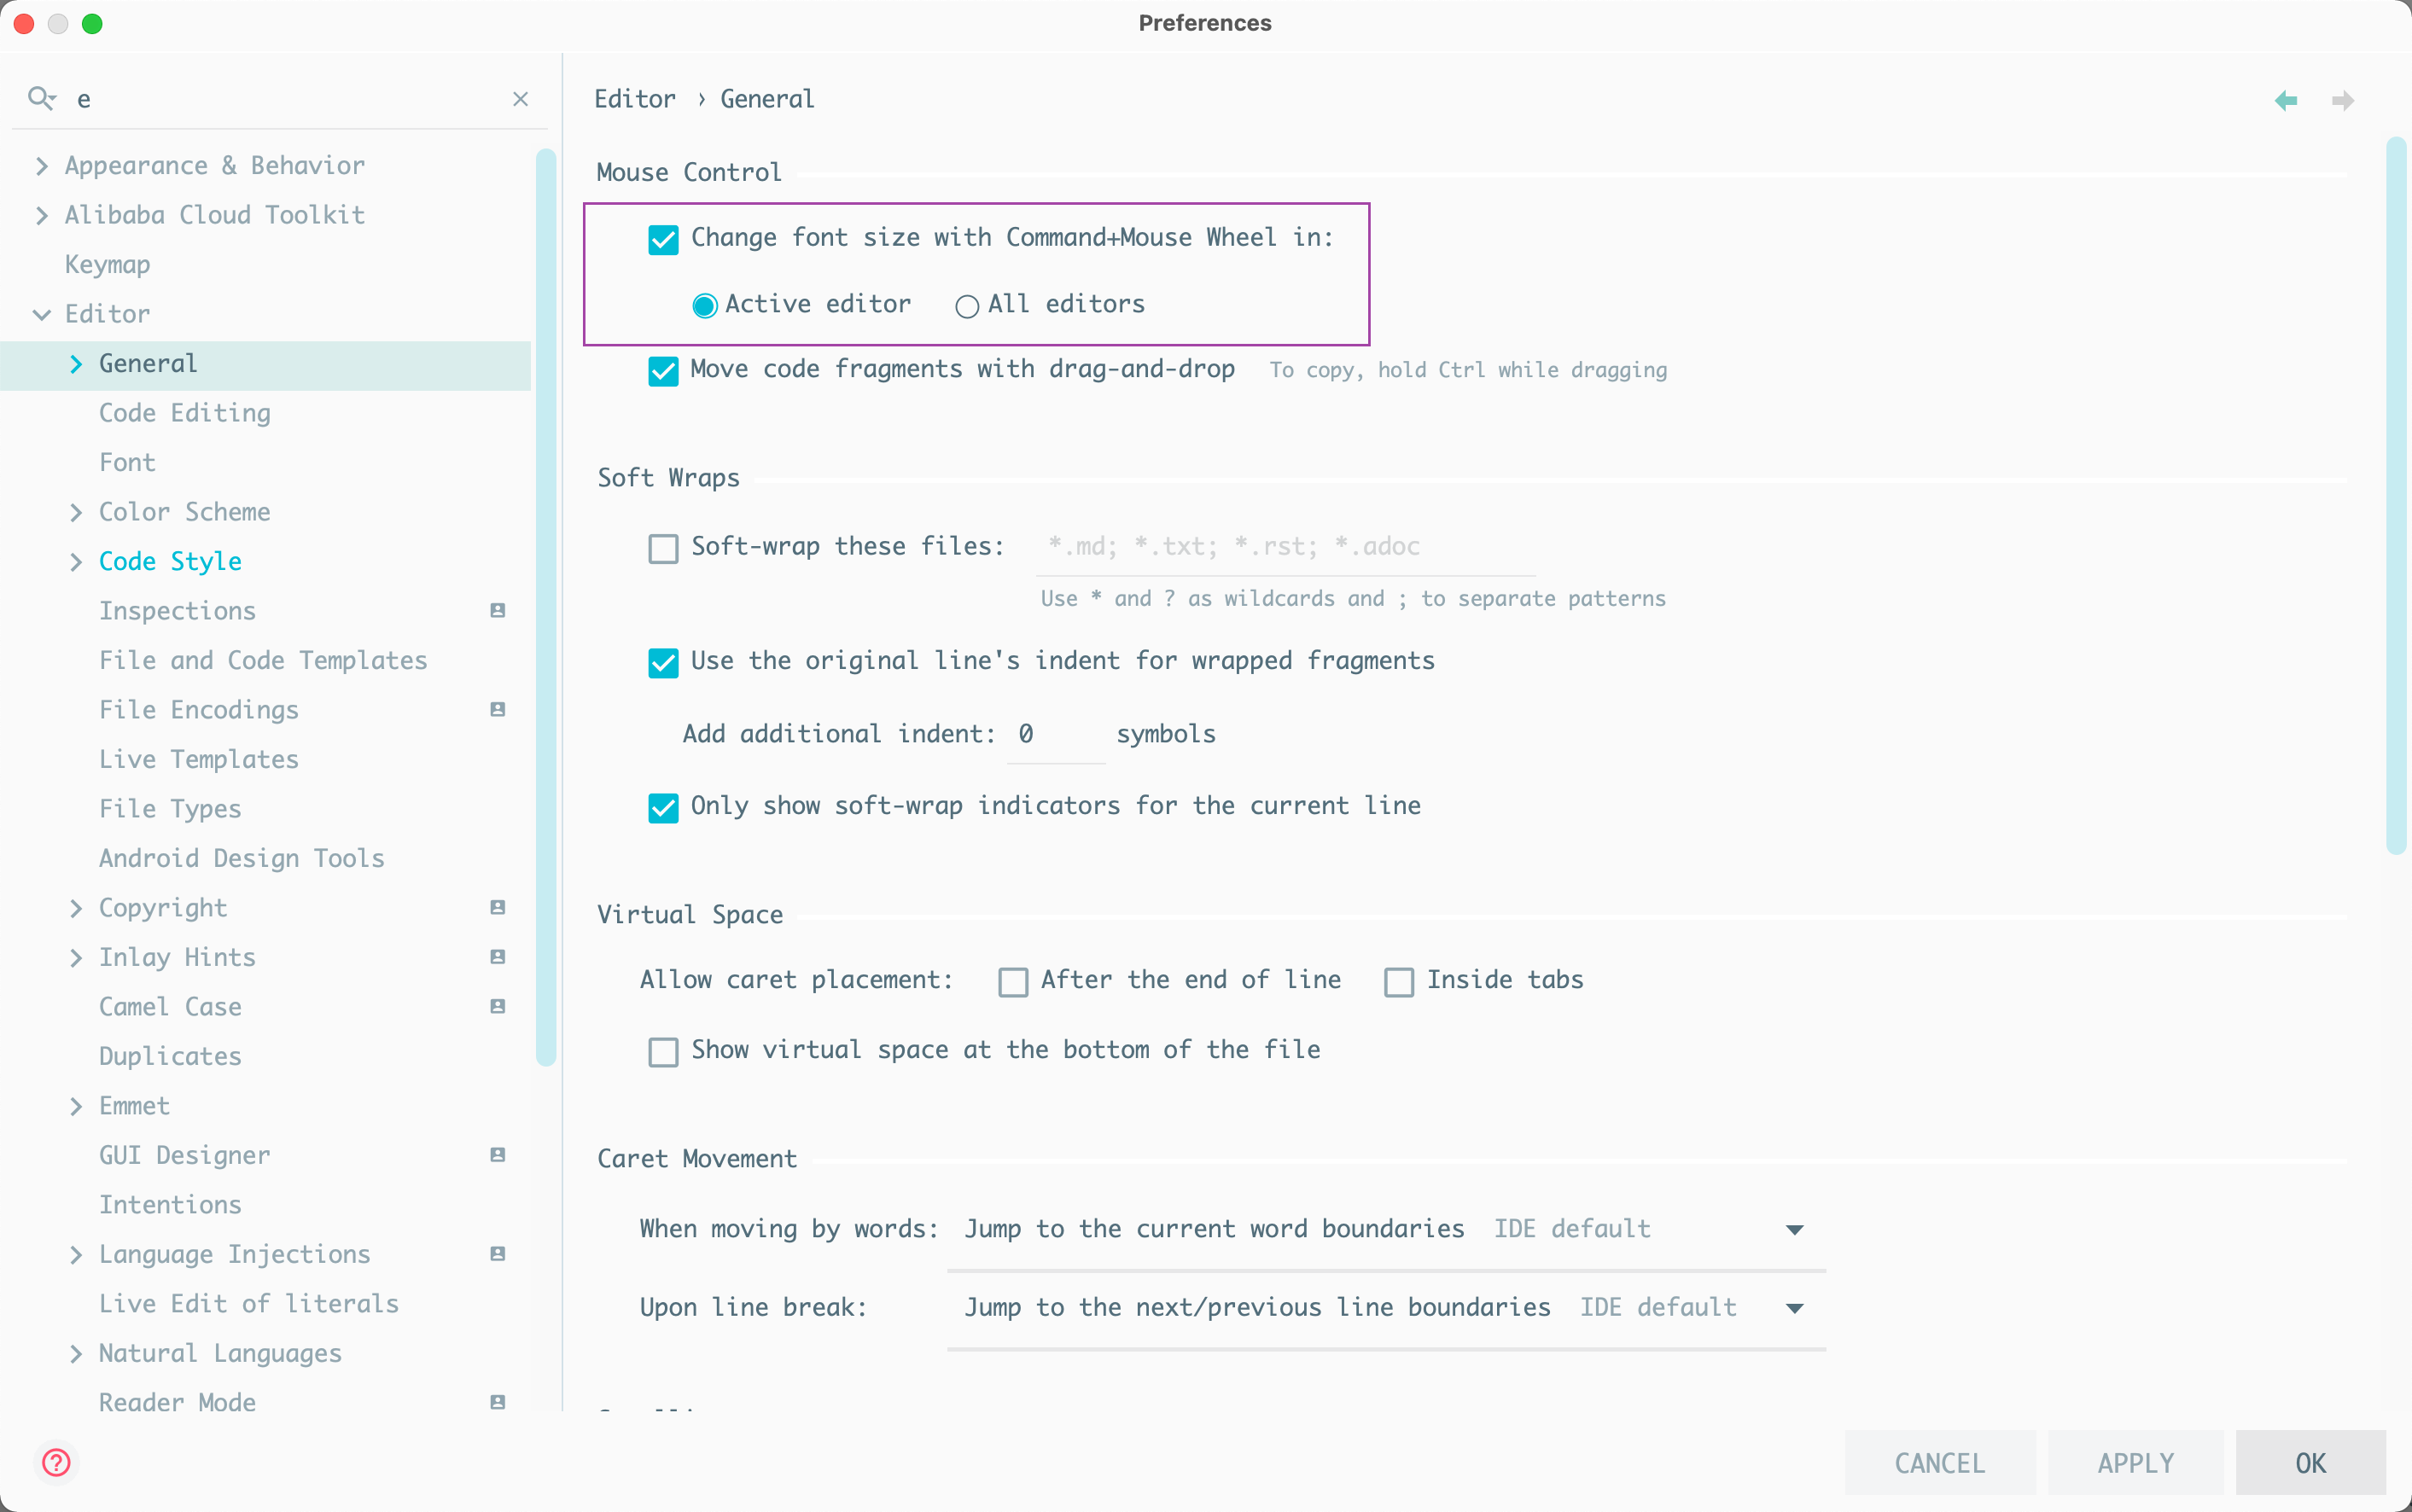 Preferences
e
Appearance & Behavior
Alibaba Cloud Toolkit
Keymap
Editor
General
Code Editing
Font
Color Scheme
Code Style
Inspections
File and Code Templates
File Encodings
Live Templates
File Types
Android Design Tools
Copyright
Inlay Hints
Camel Case
Duplicates
Emmet
GUI Designer
Intentions
Language Injections
Live Edit of literals
Natural Languages
Reader Mode
Editor › General
Mouse Control
Change font size with Command+Mouse Wheel in:
Active editor All editors
Move code fragments with drag-and-drop To copy, hold Ctrl while dragging
Soft Wraps
Soft-wrap these files: *.md; *.txt; *.rst; *.adoc
Use * and ? as wildcards and ; to separate patterns
Use the original line's indent for wrapped fragments
Add additional indent: 0 symbols
Only show soft-wrap indicators for the current line
Virtual Space
Allow caret placement: After the end of line Inside tabs
Show virtual space at the bottom of the file
Caret Movement
When moving by words: Jump to the current word boundaries IDE default
Upon line break: Jump to the next/previous line boundaries IDE default
? CANCEL APPLY OK